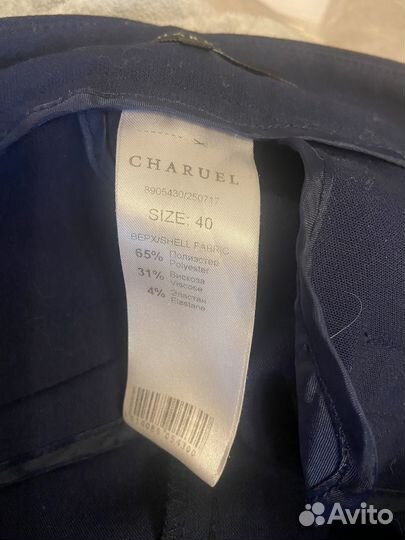 CHARUEL
8905430/250717
SIZE: 40
ВЕРХ/SHELL FABRIC
65% Полиэстер
Polyester
31% Вискоза
Viscose
4% Эластан
Elastane
Avito